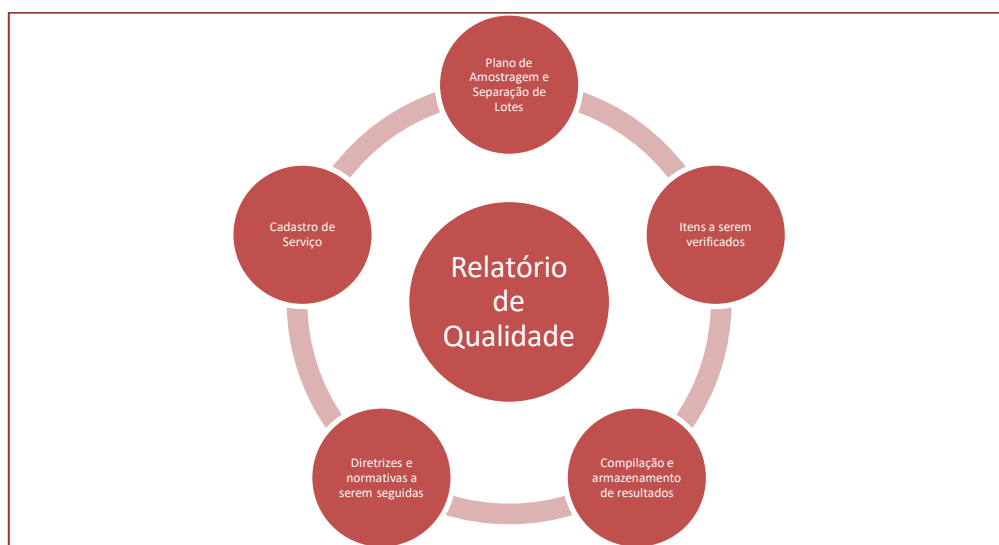 Plano de
Amostragem e
Separação de
Lotes
Cadastro de
Serviço
Itens a serem
verificados
Relatório
de
Qualidade
Diretrizes e
normativas a
serem seguidas
Compilação e
armazenamento
de resultados